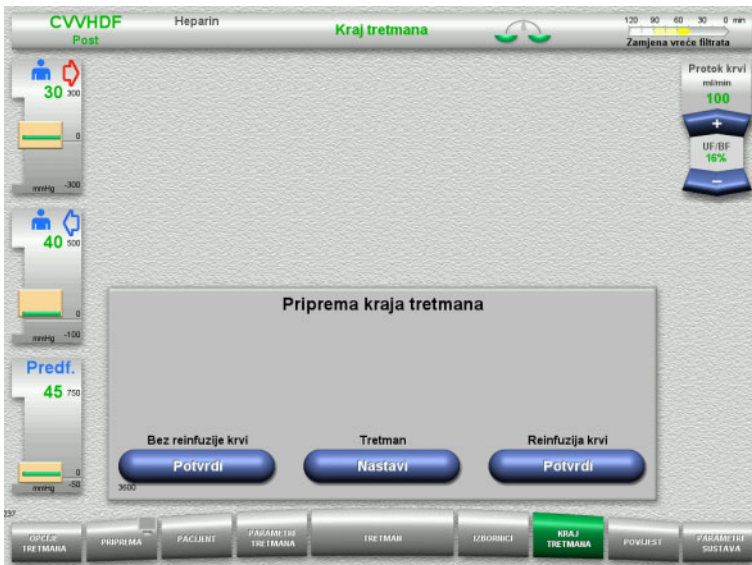 CVVHDF
Post
Heparin
Kraj tretmana
120 90 60 30 0 min
Zamjena vreće filtrata
30 300
0
mmHg -300
40 500
0
mmHg -100
Predf.
45 750
0
mmHg -50
Protok krvi
ml/min
100
+
UF/BF
16%
−
Priprema kraja tretmana
Bez reinfuzije krvi
Potvrdi
Tretman
Nastavi
Reinfuzija krvi
Potvrdi
3600
237
OPCIJE
TRETMANA
PRIPREMA
PACIJENT
PARAMETRI
TRETMANA
TRETMAN
IZBORNICI
KRAJ
TRETMANA
POVIJEST
PARAMETRI
SUSTAVA